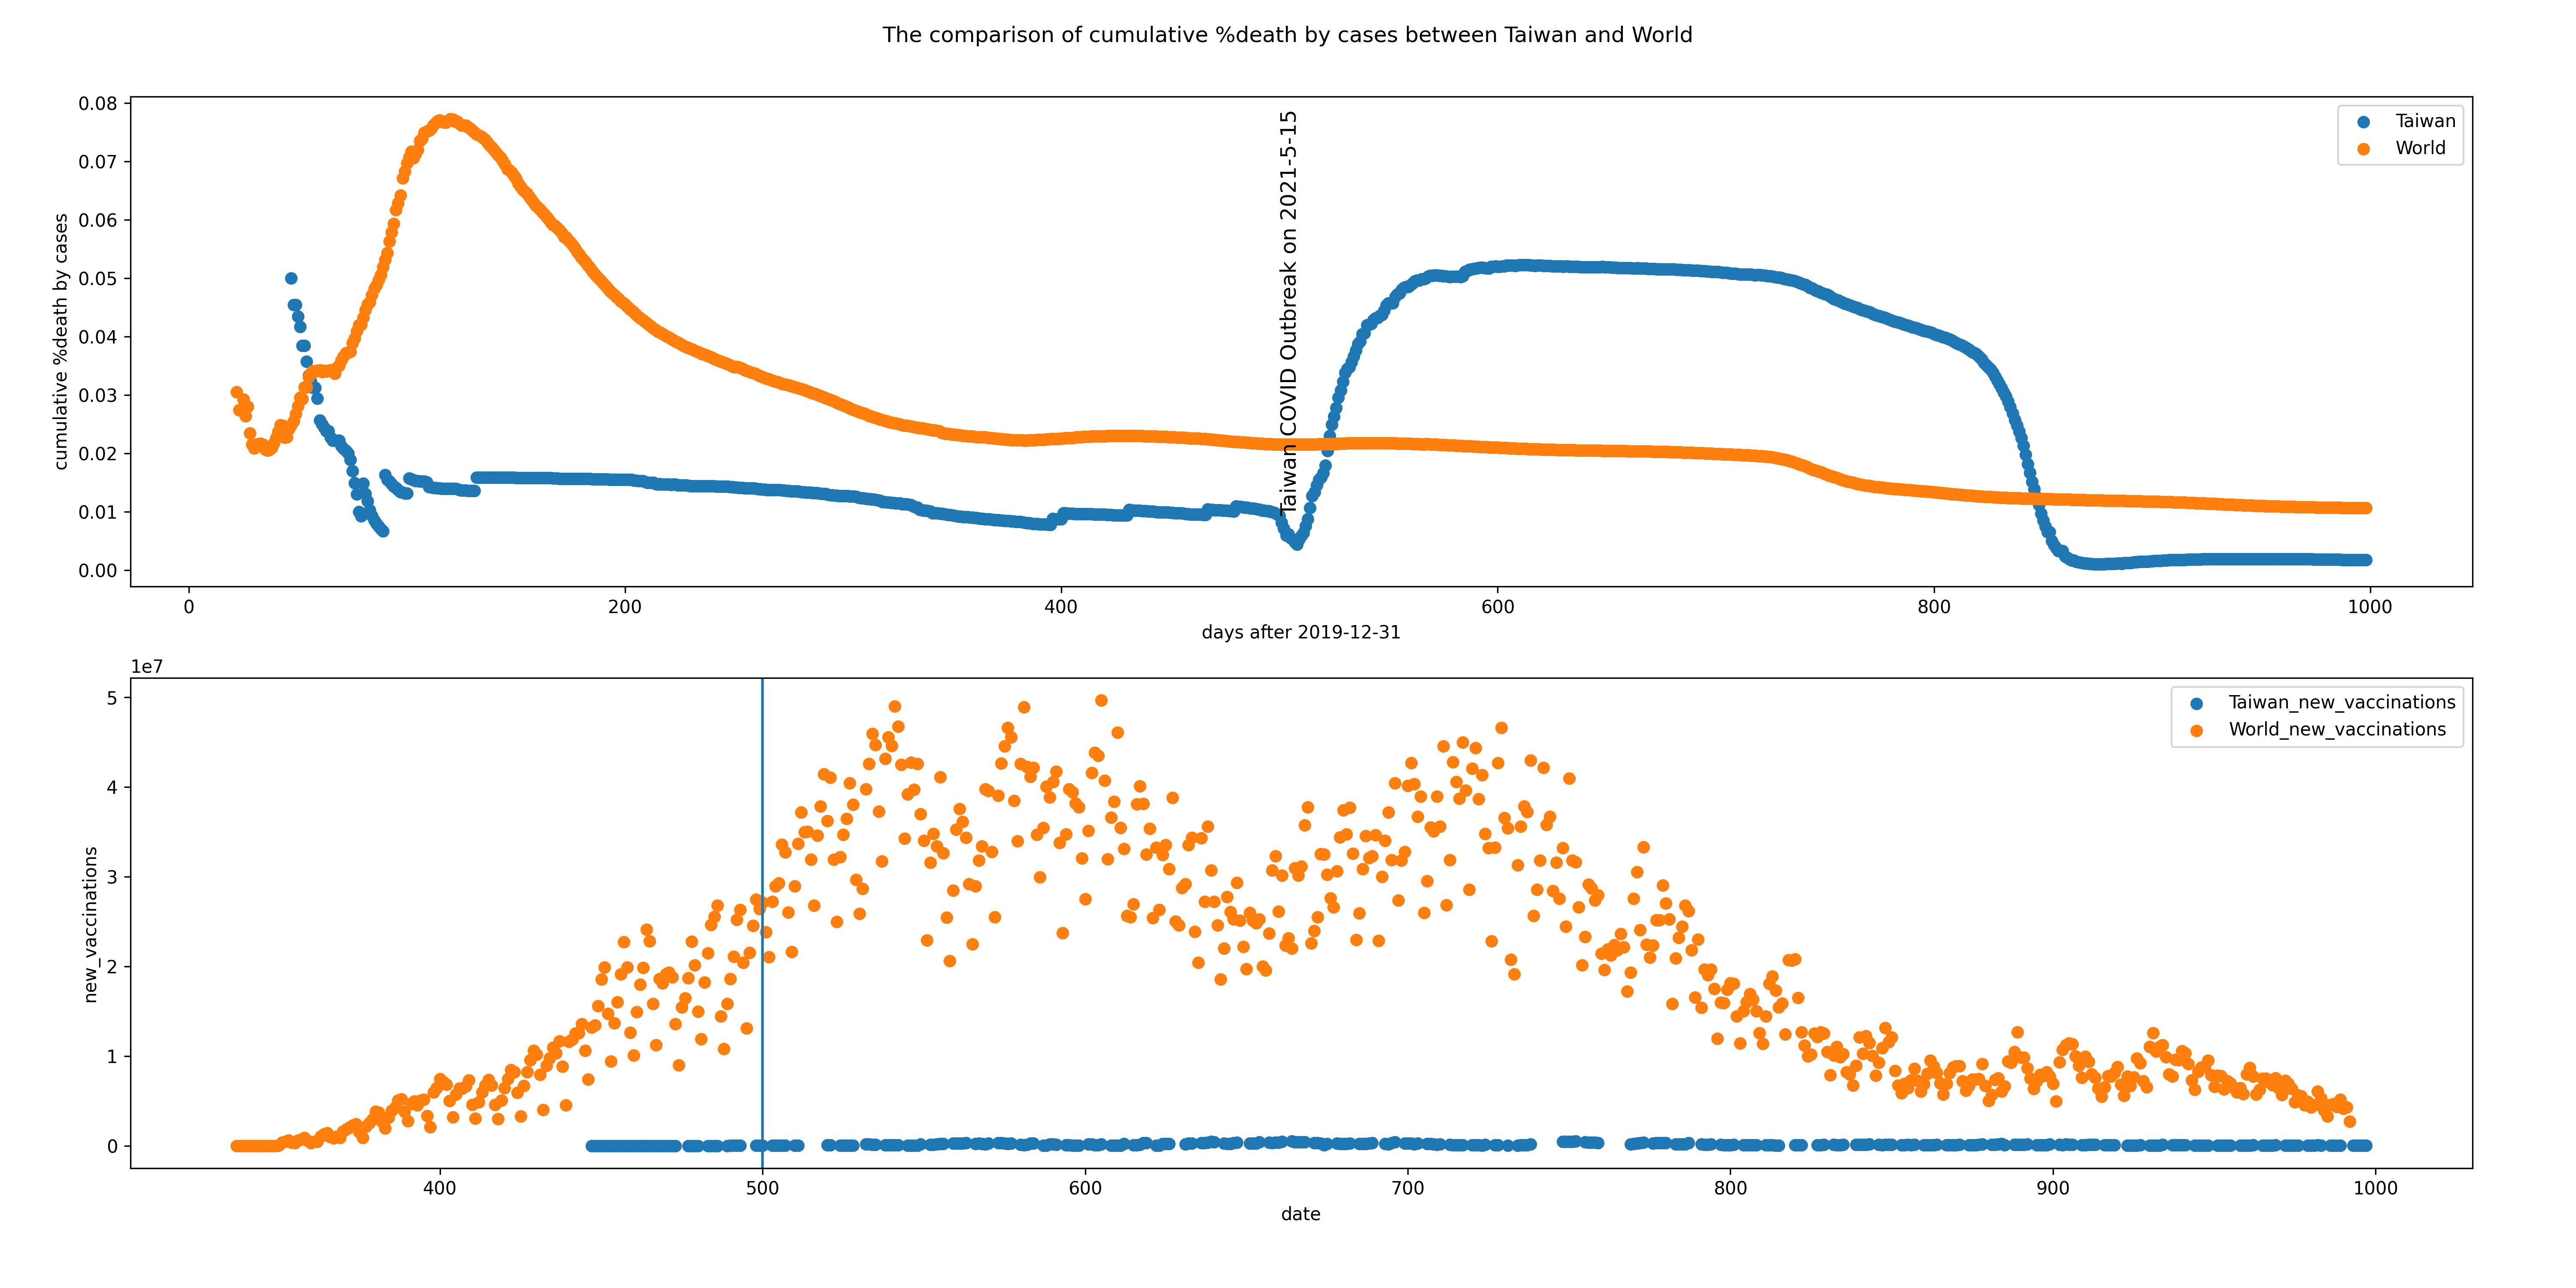 The comparison of cumulative %death by cases between Taiwan and World
cumulative %death by cases
0.08
0.07
0.06
0.05
0.04
0.03
0.02
0.01
0.00
Taiwan COVID Outbreak on 2021-5-15
Taiwan
World
0 200 400 600 800 1000
days after 2019-12-31
1e7
new_vaccinations
5
4
3
2
1
0
Taiwan_new_vaccinations
World_new_vaccinations
400 500 600 700 800 900 1000
date